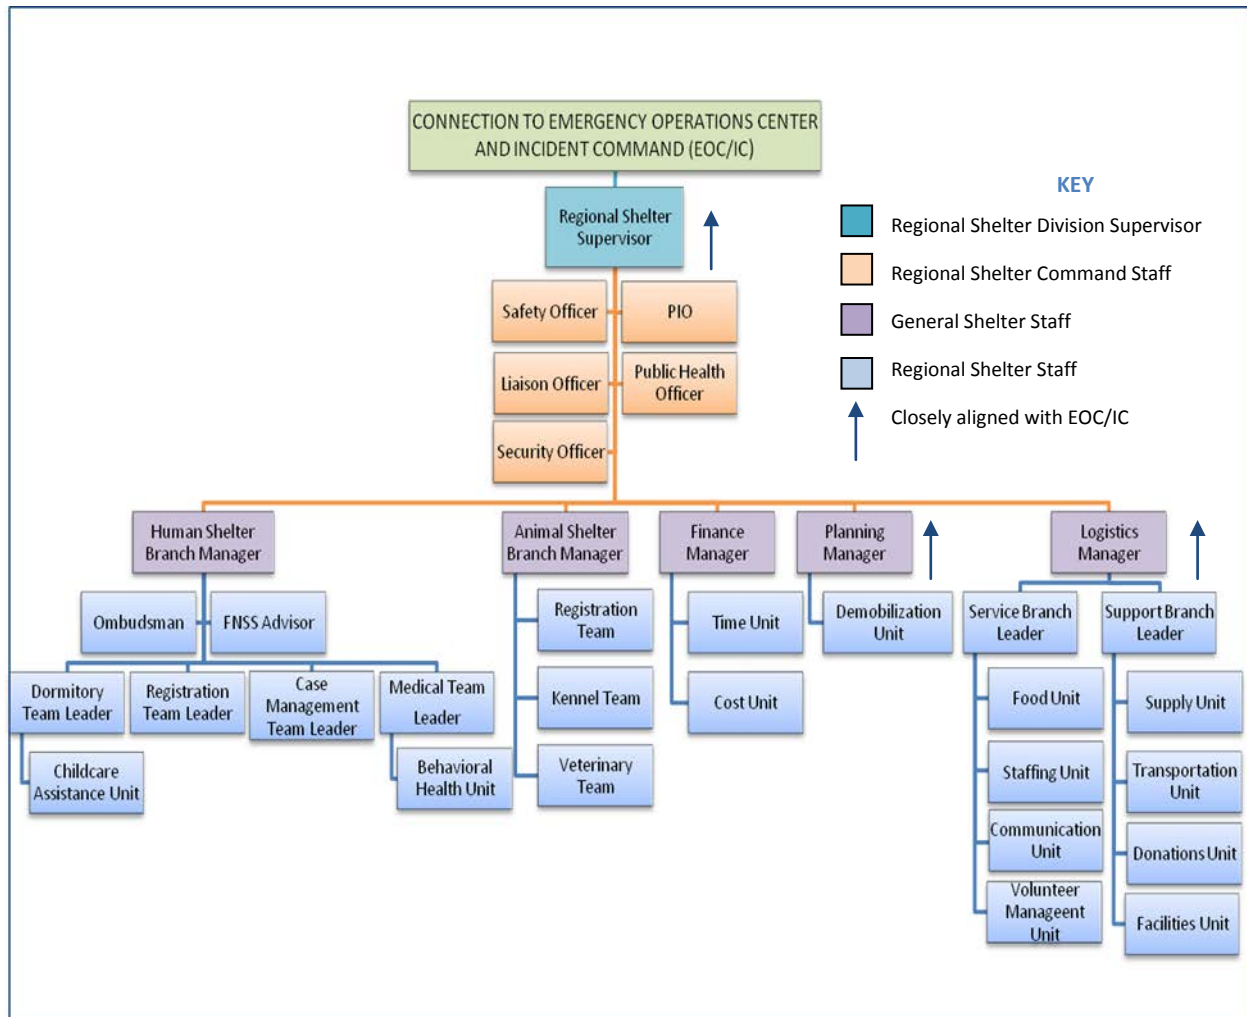 CONNECTION TO EMERGENCY OPERATIONS CENTER
AND INCIDENT COMMAND (EOC/IC)
KEY
Regional Shelter
Supervisor
Regional Shelter Division Supervisor
Regional Shelter Command Staff
General Shelter Staff
Regional Shelter Staff
Closely aligned with EOC/IC
Safety Officer
PIO
Liaison Officer
Public Health
Officer
Security Officer
Human Shelter
Branch Manager
Animal Shelter
Branch Manager
Finance
Manager
Planning
Manager
Logistics
Manager
Ombudsman
FNSS Advisor
Dormitory
Team Leader
Registration
Team Leader
Case
Management
Team Leader
Medical Team
Leader
Childcare
Assistance Unit
Behavioral
Health Unit
Registration
Team
Kennel Team
Veterinary
Team
Time Unit
Cost Unit
Demobilization
Unit
Service Branch
Leader
Support Branch
Leader
Food Unit
Staffing Unit
Communication
Unit
Volunteer
Manageent
Unit
Supply Unit
Transportation
Unit
Donations Unit
Facilities Unit